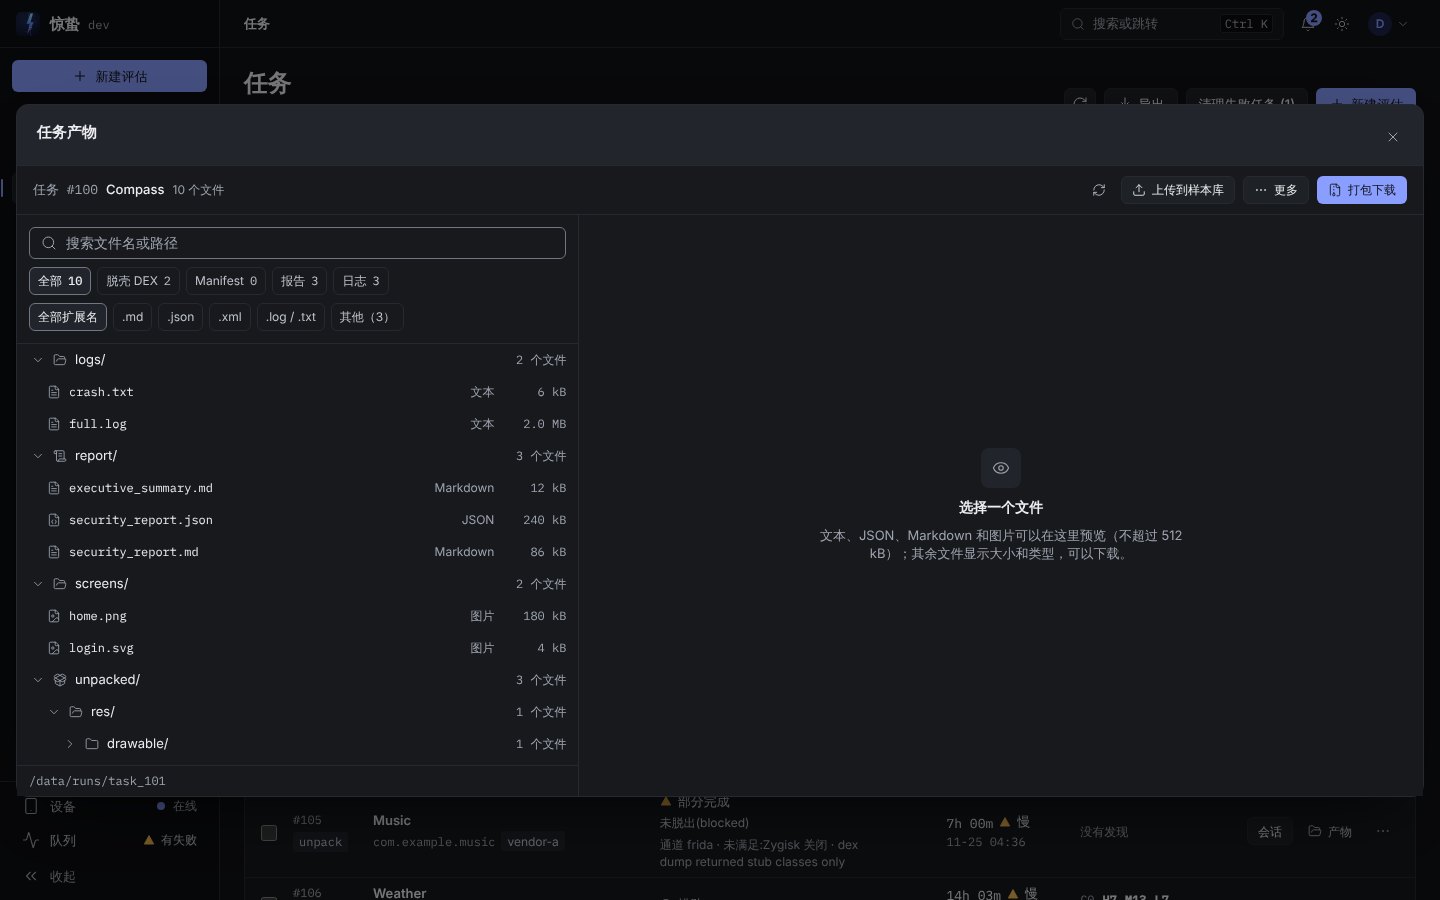 惊蛰 dev
任务
搜索或跳转 Ctrl K
2
D
新建评估
任务
导出
清理失败任务 (1)
新建评估
任务产物
任务 #100 Compass 10 个文件
上传到样本库
更多
打包下载
搜索文件名或路径
全部 10
脱壳 DEX 2
Manifest 0
报告 3
日志 3
全部扩展名
.md
.json
.xml
.log / .txt
其他（3）
logs/ 2 个文件
crash.txt 文本 6 kB
full.log 文本 2.0 MB
report/ 3 个文件
executive_summary.md Markdown 12 kB
security_report.json JSON 240 kB
security_report.md Markdown 86 kB
screens/ 2 个文件
home.png 图片 180 kB
login.svg 图片 4 kB
unpacked/ 3 个文件
res/ 1 个文件
drawable/ 1 个文件
/data/runs/task_101
选择一个文件
文本、JSON、Markdown 和图片可以在这里预览（不超过 512
kB）；其余文件显示大小和类型，可以下载。
设备 在线
队列 有失败
收起
#105
unpack
Music
com.example.music vendor-a
部分完成
未脱出(blocked)
通道 frida · 未满足:Zygisk 关闭 · dex
dump returned stub classes only
7h 00m 慢
11-25 04:36
没有发现
会话
产物
#106
Weather
14h 03m 慢